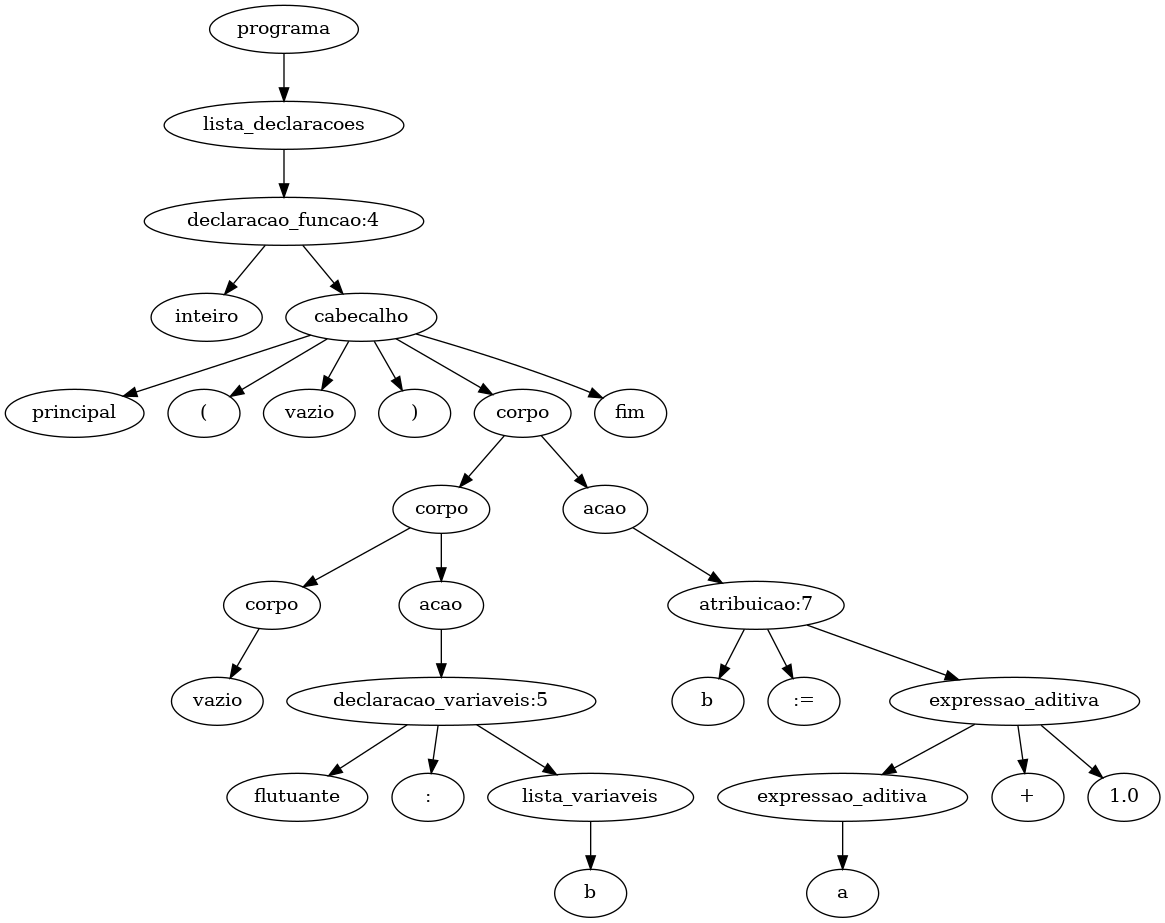 programa
lista_declaracoes
declaracao_funcao:4
inteiro
cabecalho
principal
(
vazio
)
corpo
fim
corpo
acao
corpo
acao
atribuicao:7
vazio
declaracao_variaveis:5
b
:=
expressao_aditiva
flutuante
:
lista_variaveis
expressao_aditiva
+
1.0
b
a